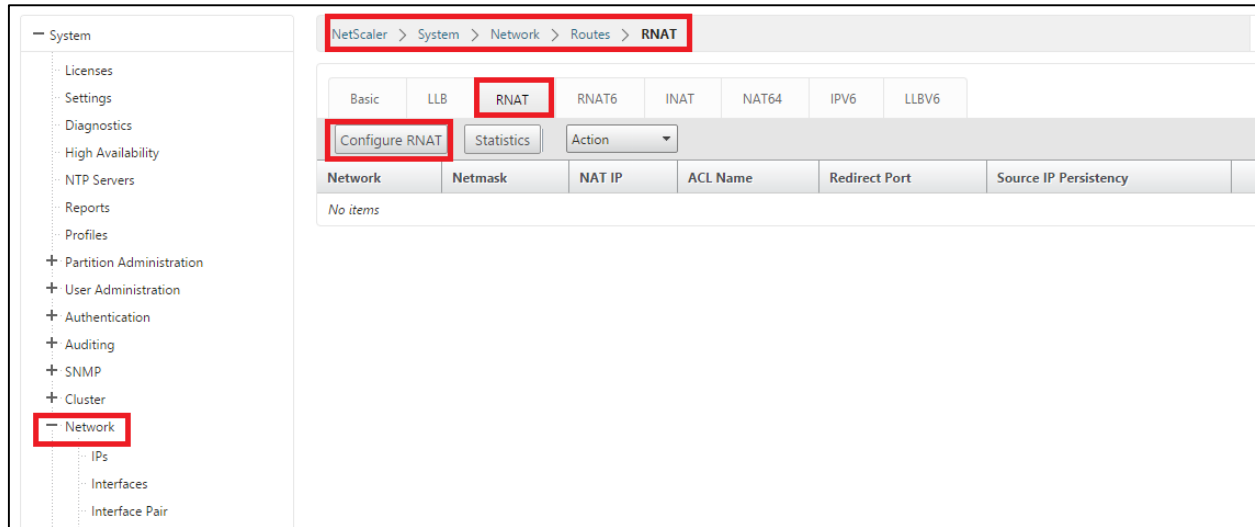 System
Licenses
Settings
Diagnostics
High Availability
NTP Servers
Reports
Profiles
Partition Administration
User Administration
Authentication
Auditing
SNMP
Cluster
Network
IPs
Interfaces
Interface Pair
NetScaler > System > Network > Routes > RNAT
Basic LLB RNAT RNAT6 INAT NAT64 IPV6 LLBV6
Configure RNAT Statistics Action
Network Netmask NAT IP ACL Name Redirect Port Source IP Persistency
No items